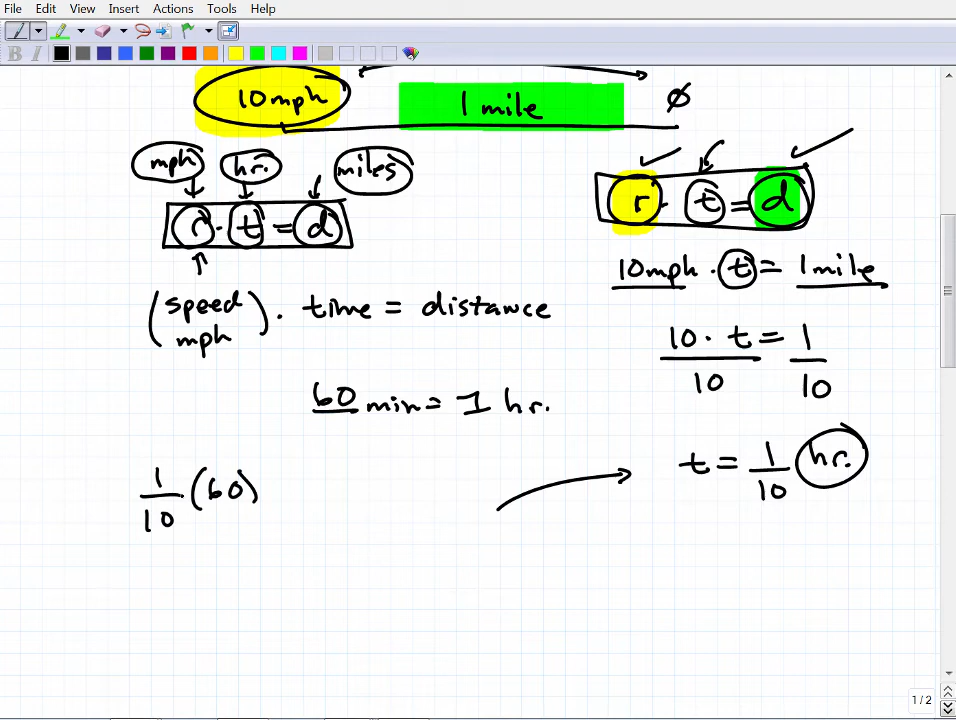 File Edit View Insert Actions Tools Help
B I
10mph 1 mile ∅
mph hr. miles
r · t = d
r · t = d
10mph · t = 1mile
(speed mph) · time = distance
10 · t = 1
10 10
60 min = 1 hr.
t = 1/10 hr.
1/10 (60)
1 / 2